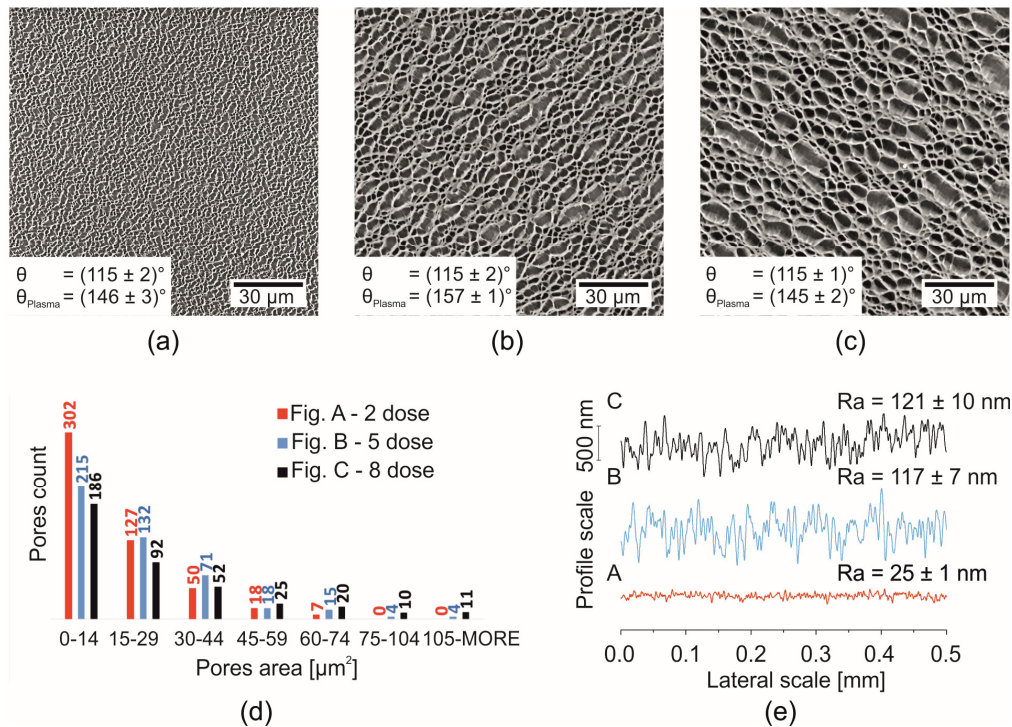 θ = (115 ± 2)°
θPlasma = (146 ± 3)°
30 µm
(a)
θ = (115 ± 2)°
θPlasma = (157 ± 1)°
30 µm
(b)
θ = (115 ± 1)°
θPlasma = (145 ± 2)°
30 µm
(c)
Pores count
302
215
186
127
132
92
50
71
52
18
18
25
7
15
20
0
4
10
0
4
11
Fig. A - 2 dose
Fig. B - 5 dose
Fig. C - 8 dose
0-14 15-29 30-44 45-59 60-74 75-104 105-MORE
Pores area [µm²]
(d)
Profile scale
500 nm
C
Ra = 121 ± 10 nm
B
Ra = 117 ± 7 nm
A
Ra = 25 ± 1 nm
0.0 0.1 0.2 0.3 0.4 0.5
Lateral scale [mm]
(e)